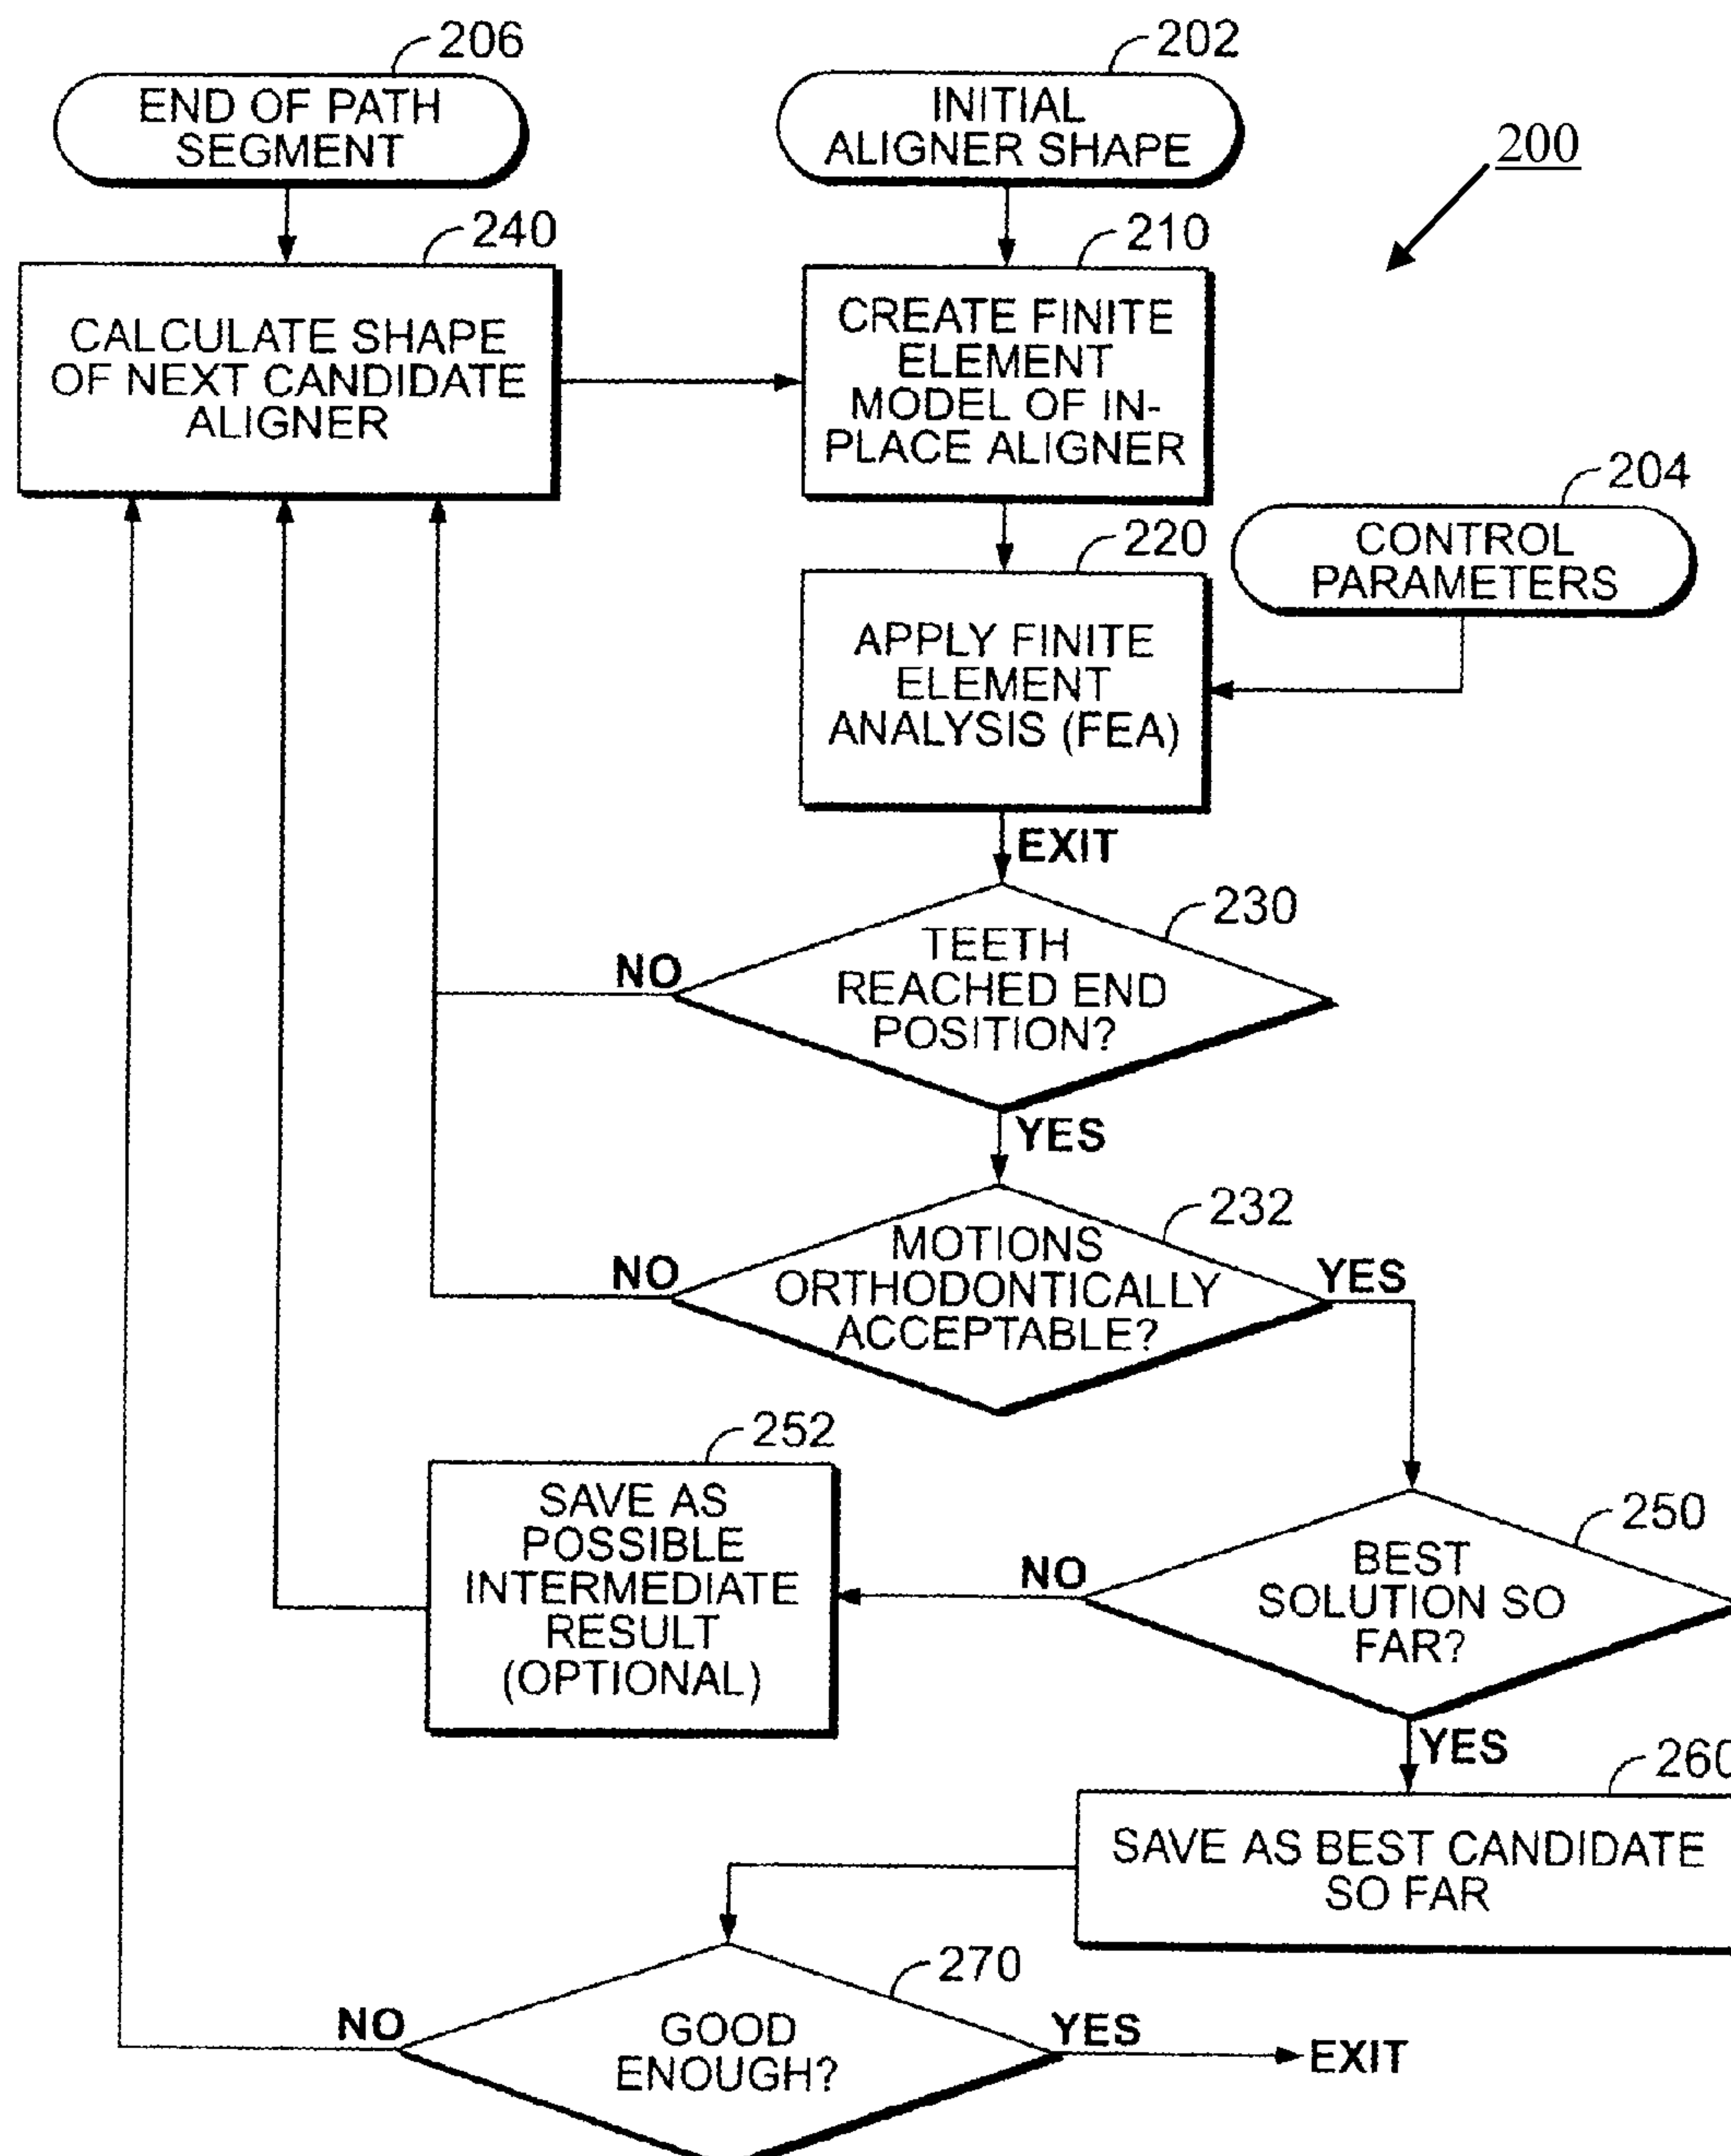 206
END OF PATH
SEGMENT
202
INITIAL
ALIGNER SHAPE
200
240
CALCULATE SHAPE
OF NEXT CANDIDATE
ALIGNER
210
CREATE FINITE
ELEMENT
MODEL OF IN-
PLACE ALIGNER
204
CONTROL
PARAMETERS
220
APPLY FINITE
ELEMENT
ANALYSIS (FEA)
EXIT
230
TEETH
REACHED END
POSITION?
NO
YES
232
MOTIONS
ORTHODONTICALLY
ACCEPTABLE?
NO
YES
252
SAVE AS
POSSIBLE
INTERMEDIATE
RESULT
(OPTIONAL)
250
BEST
SOLUTION SO
FAR?
NO
YES
260
SAVE AS BEST CANDIDATE
SO FAR
270
GOOD
ENOUGH?
NO
YES
EXIT